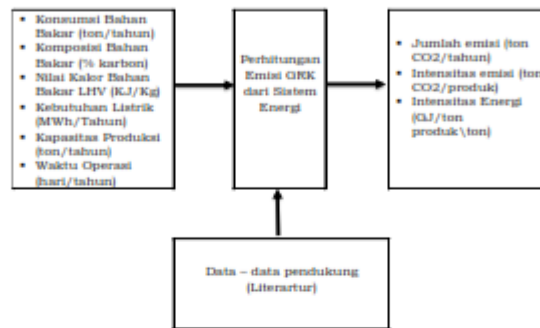 • Konsumsi Bahan
Bakar (ton/tahun)
• Komposisi Bahan
Bakar (% karbon)
• Nilai Kalor Bahan
Bakar LHV (KJ/Kg)
• Kebutuhan Listrik
(MWh/Tahun)
• Kapasitas Produksi
(ton/tahun)
• Waktu Operasi
(hari/tahun)
Perhitungan
Emisi GRK
dari Sistem
Energi
• Jumlah emisi (ton
CO2/tahun)
• Intensitas emisi (ton
CO2/produk)
• Intensitas Energi
(GJ/ton
produk\ton)
Data – data pendukung
(Literartur)